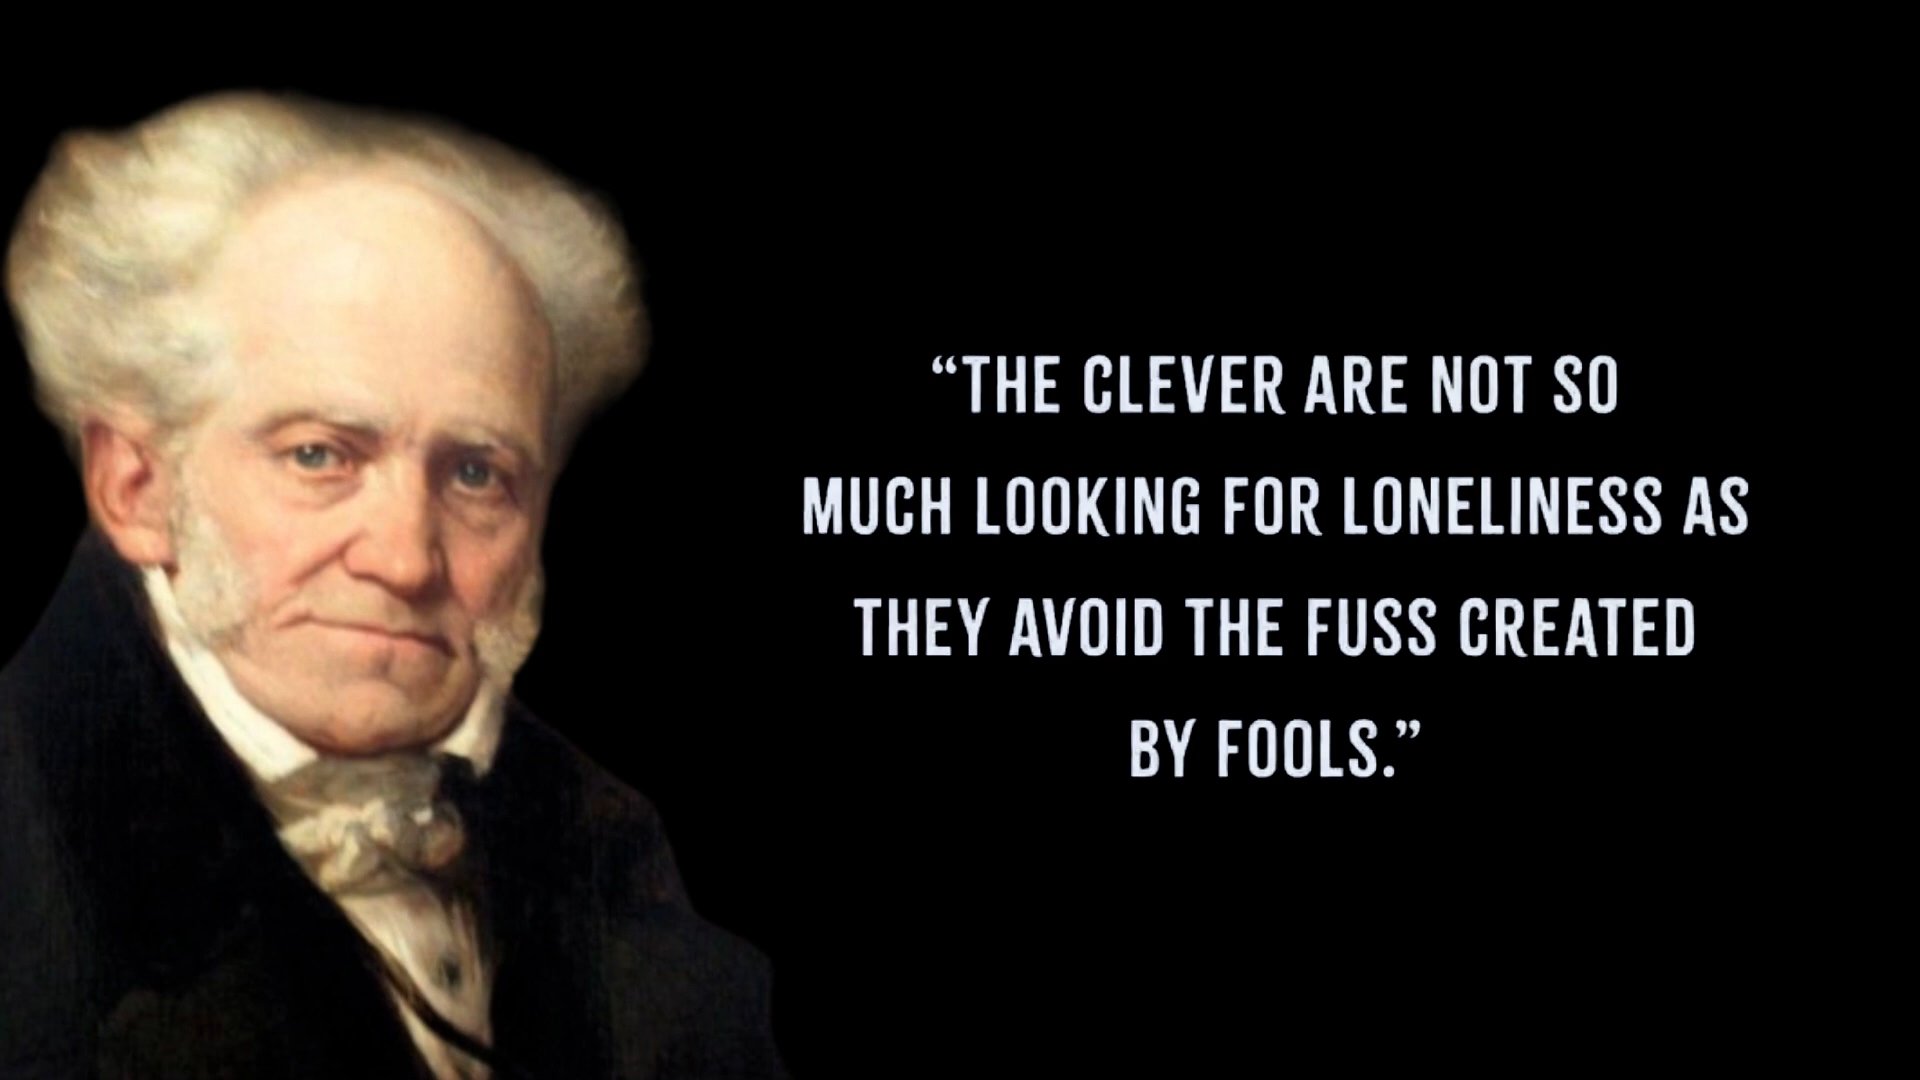 “THE CLEVER ARE NOT SO
MUCH LOOKING FOR LONELINESS AS
THEY AVOID THE FUSS CREATED
BY FOOLS.”